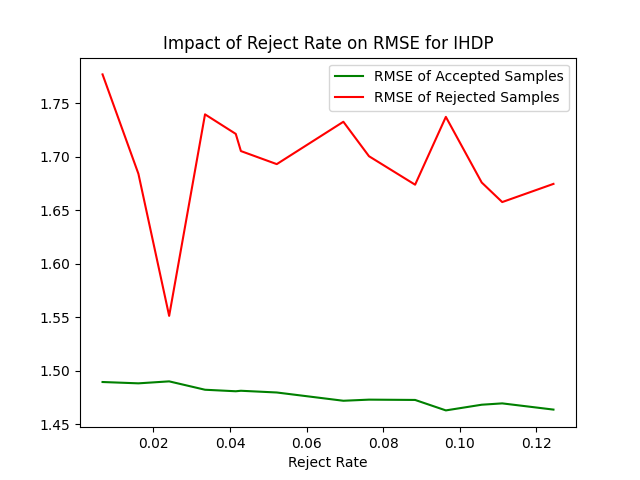 Impact of Reject Rate on RMSE for IHDP
RMSE of Accepted Samples
RMSE of Rejected Samples
1.75
1.70
1.65
1.60
1.55
1.50
1.45
0.02 0.04 0.06 0.08 0.10 0.12
Reject Rate